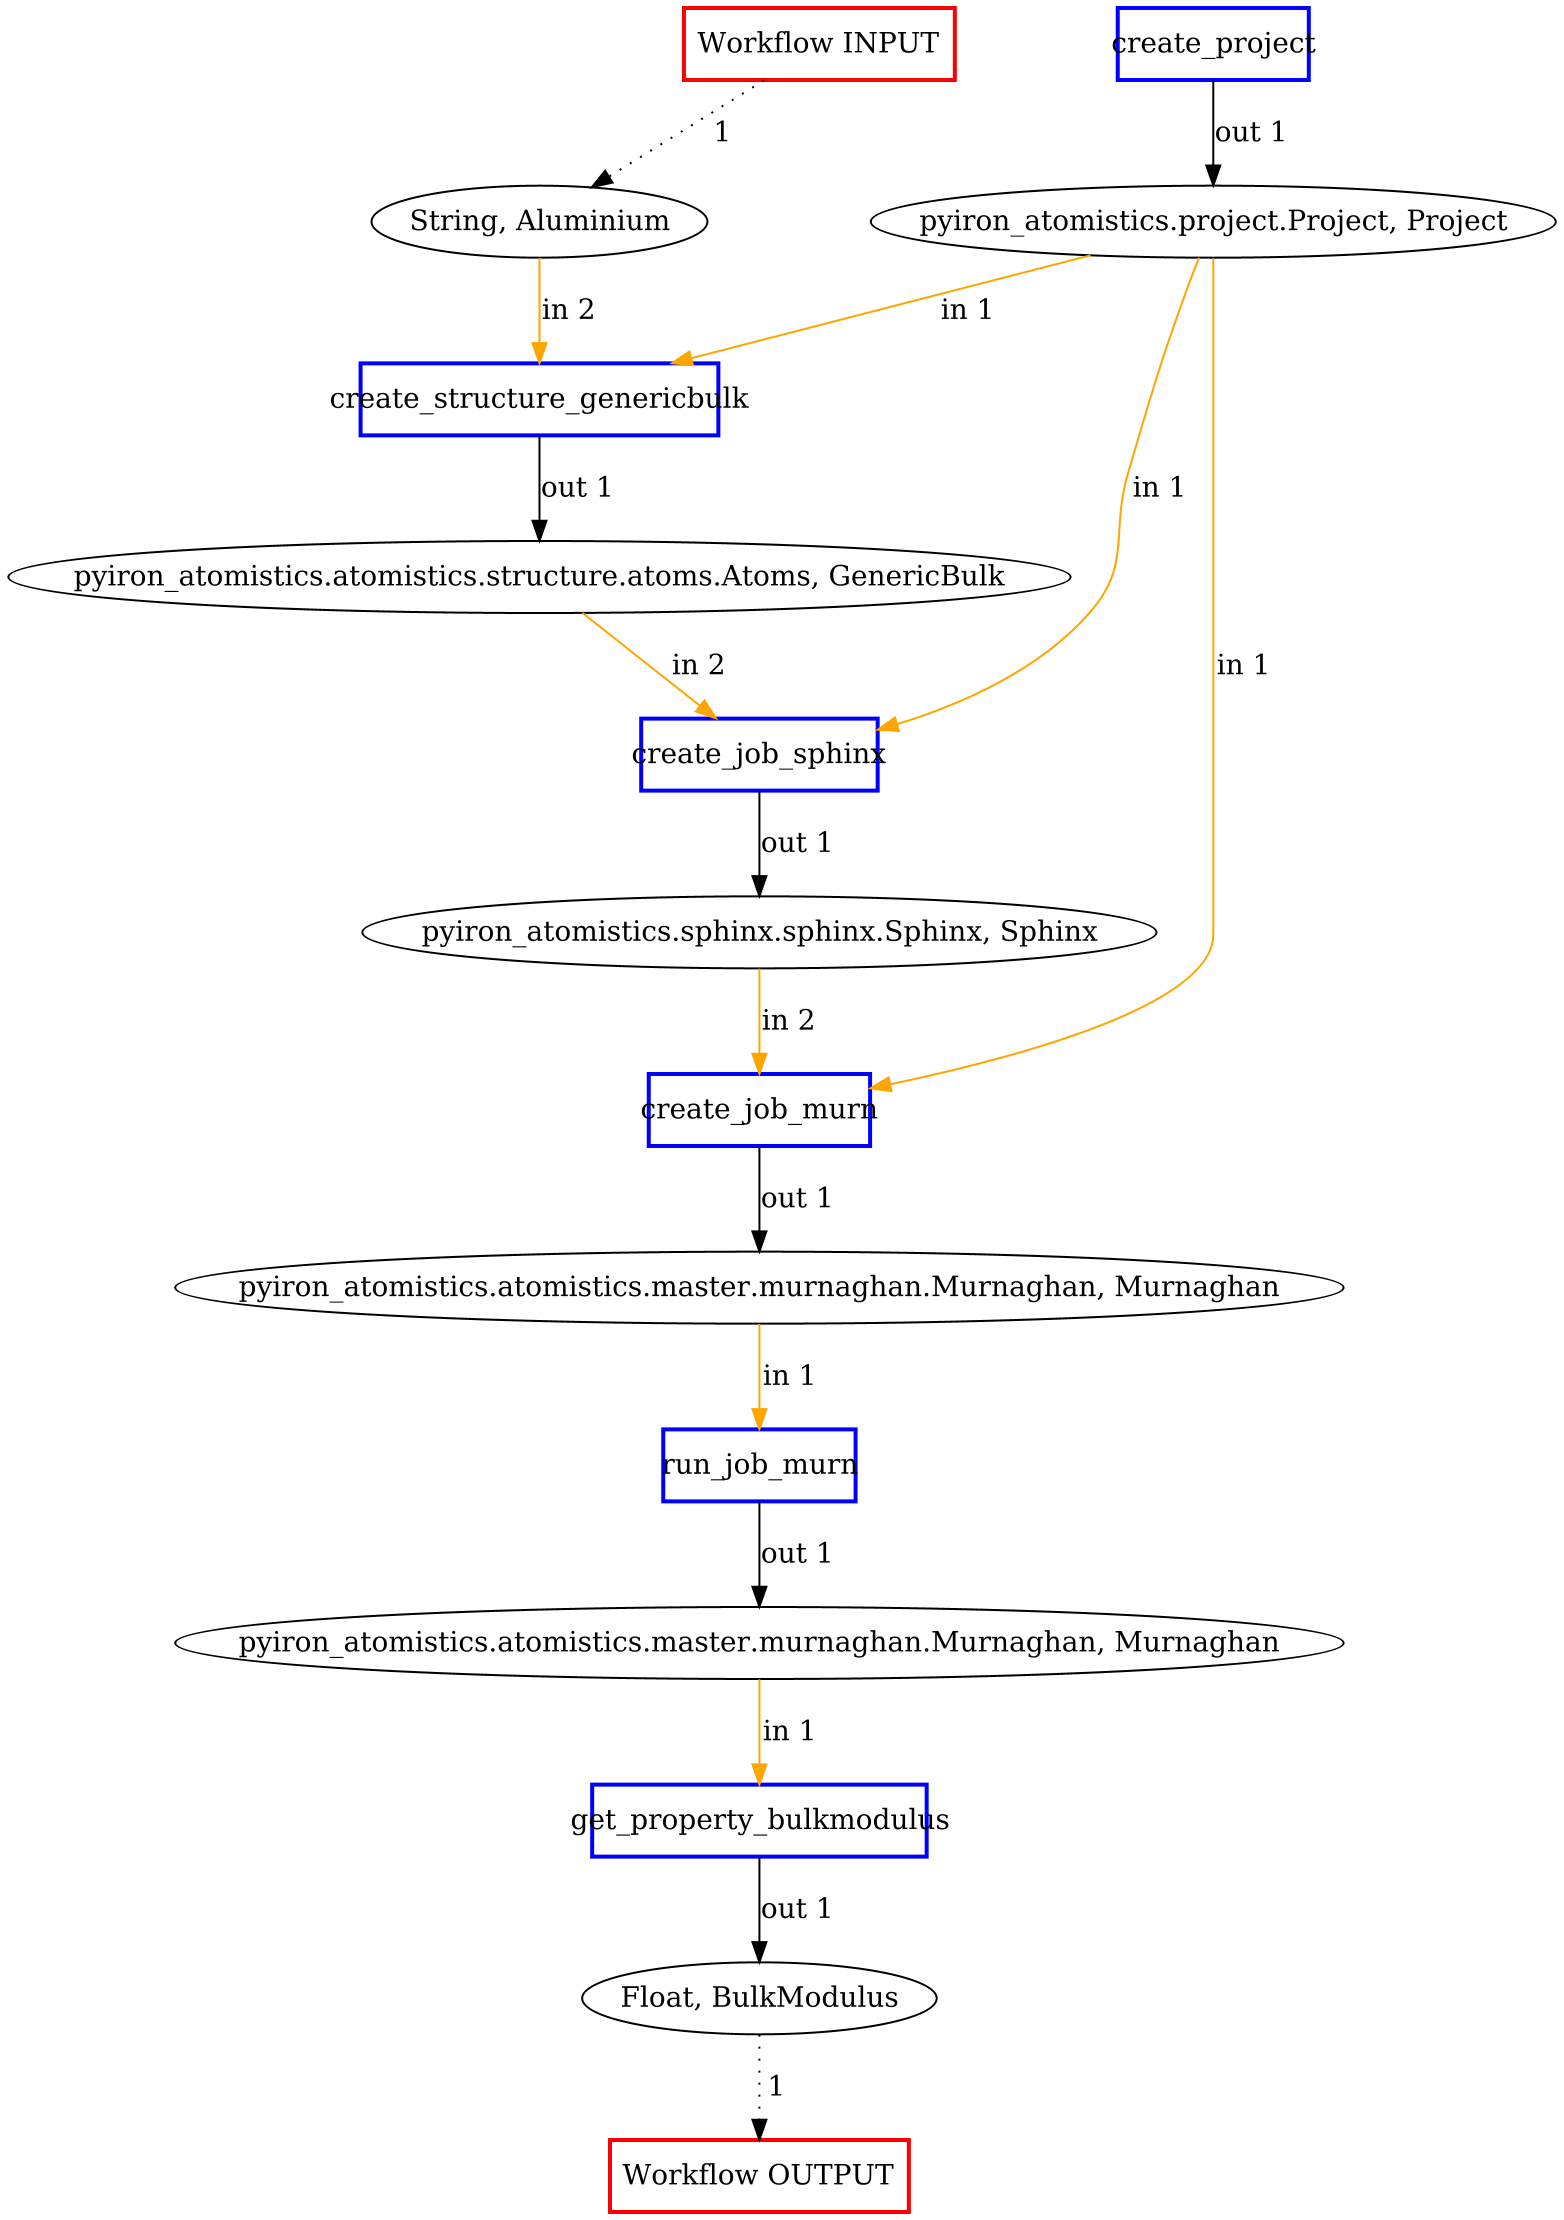 Workflow INPUT
create_project
1
out 1
String, Aluminium
pyiron_atomistics.project.Project, Project
in 2
in 1
create_structure_genericbulk
out 1
in 1
pyiron_atomistics.atomistics.structure.atoms.Atoms, GenericBulk
in 2
in 1
create_job_sphinx
out 1
pyiron_atomistics.sphinx.sphinx.Sphinx, Sphinx
in 2
create_job_murn
out 1
pyiron_atomistics.atomistics.master.murnaghan.Murnaghan, Murnaghan
in 1
run_job_murn
out 1
pyiron_atomistics.atomistics.master.murnaghan.Murnaghan, Murnaghan
in 1
get_property_bulkmodulus
out 1
Float, BulkModulus
1
Workflow OUTPUT